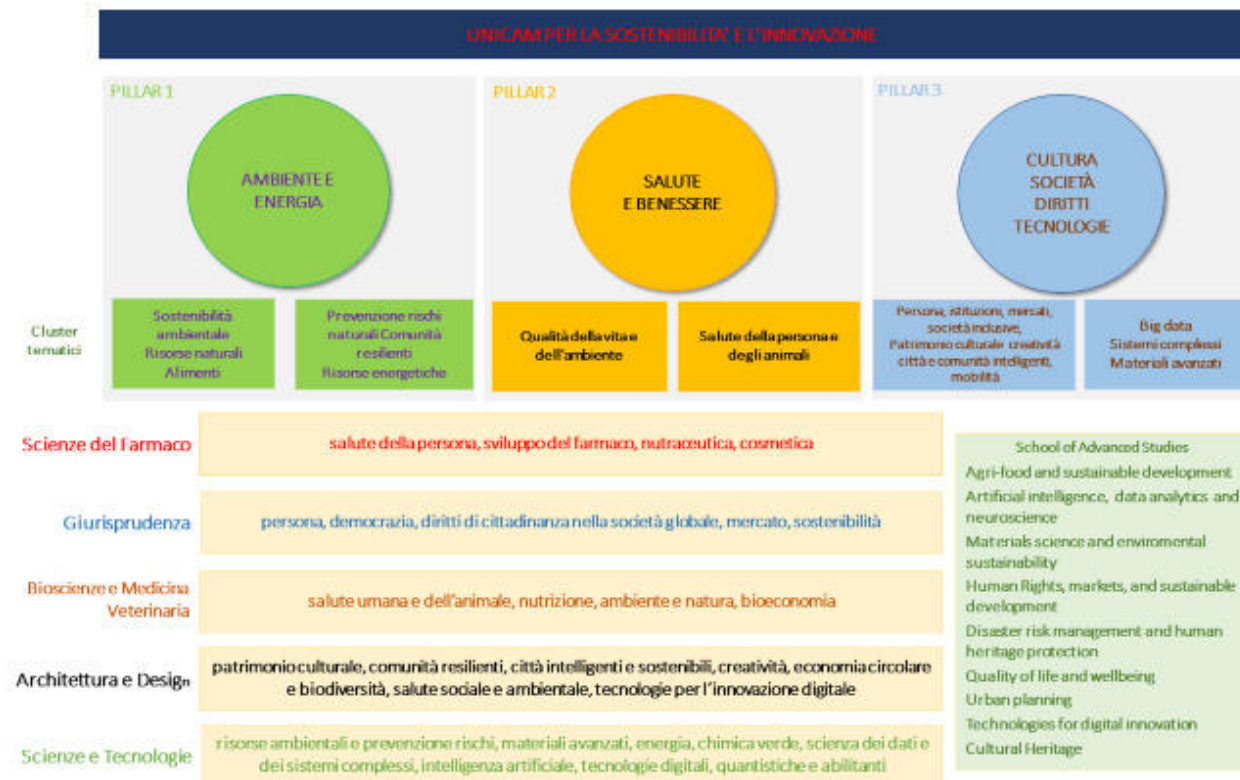 UNICAM PER LA SOSTENIBILITA' E L'INNOVAZIONE
PILLAR 1
AMBIENTE E
ENERGIA
PILLAR 2
SALUTE
E BENESSERE
PILLAR 3
CULTURA
SOCIETÀ
DIRITTI
TECNOLOGIE
Cluster
tematici
Sostenibilità
ambientale
Risorse naturali
Alimenti
Prevenzione rischi
naturali Comunità
resilienti
Risorse energetiche
Qualità della vita e
dell'ambiente
Salute della persona e
degli animali
Persona, istituzioni, mercati,
società inclusive,
Patrimonio culturale creatività
città e comunità intelligenti,
mobilità
Big data
Sistemi complessi
Materiali avanzati
Scienze del Farmaco
salute della persona, sviluppo del farmaco, nutraceutica, cosmetica
Giurisprudenza
persona, democrazia, diritti di cittadinanza nella società globale, mercato, sostenibilità
Bioscienze e Medicina
Veterinaria
salute umana e dell'animale, nutrizione, ambiente e natura, bioeconomia
Architettura e Design
patrimonio culturale, comunità resilienti, città intelligenti e sostenibili, creatività, economia circolare
e biodiversità, salute sociale e ambientale, tecnologie per l'innovazione digitale
Scienze e Tecnologie
risorse ambientali e prevenzione rischi, materiali avanzati, energia, chimica verde, scienza dei dati e
dei sistemi complessi, intelligenza artificiale, tecnologie digitali, quantistiche e abilitanti
School of Advanced Studies
Agri-food and sustainable development
Artificial intelligence, data analytics and
neuroscience
Materials science and enviromental
sustainability
Human Rights, markets, and sustainable
development
Disaster risk management and human
heritage protection
Quality of life and wellbeing
Urban planning
Technologies for digital innovation
Cultural Heritage